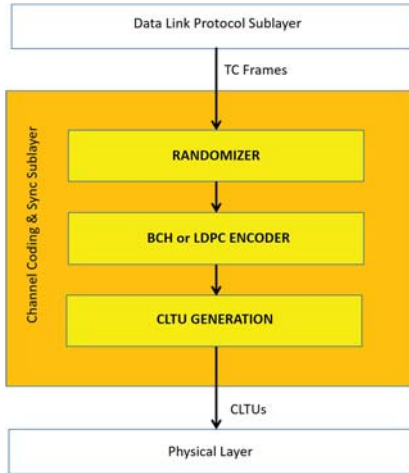 Data Link Protocol Sublayer
TC Frames
Channel Coding & Sync Sublayer
RANDOMIZER
BCH or LDPC ENCODER
CLTU GENERATION
CLTUs
Physical Layer